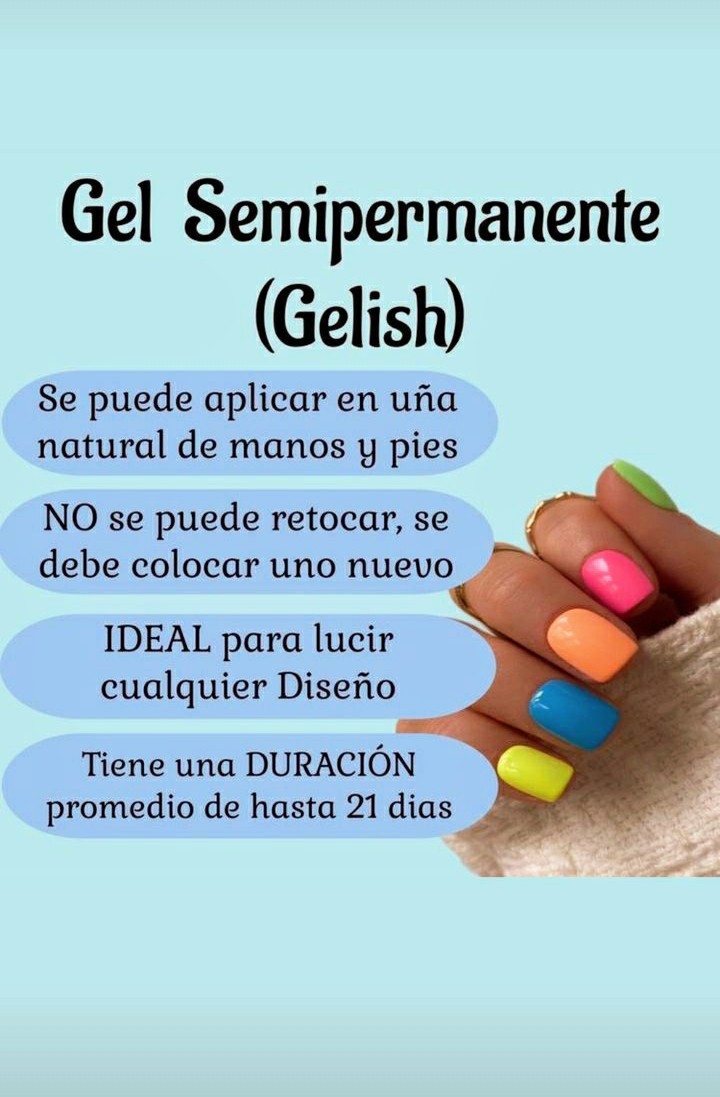 Gel Semipermanente
(Gelish)
Se puede aplicar en uña
natural de manos y pies
NO se puede retocar, se
debe colocar uno nuevo
IDEAL para lucir
cualquier Diseño
Tiene una DURACIÓN
promedio de hasta 21 dias